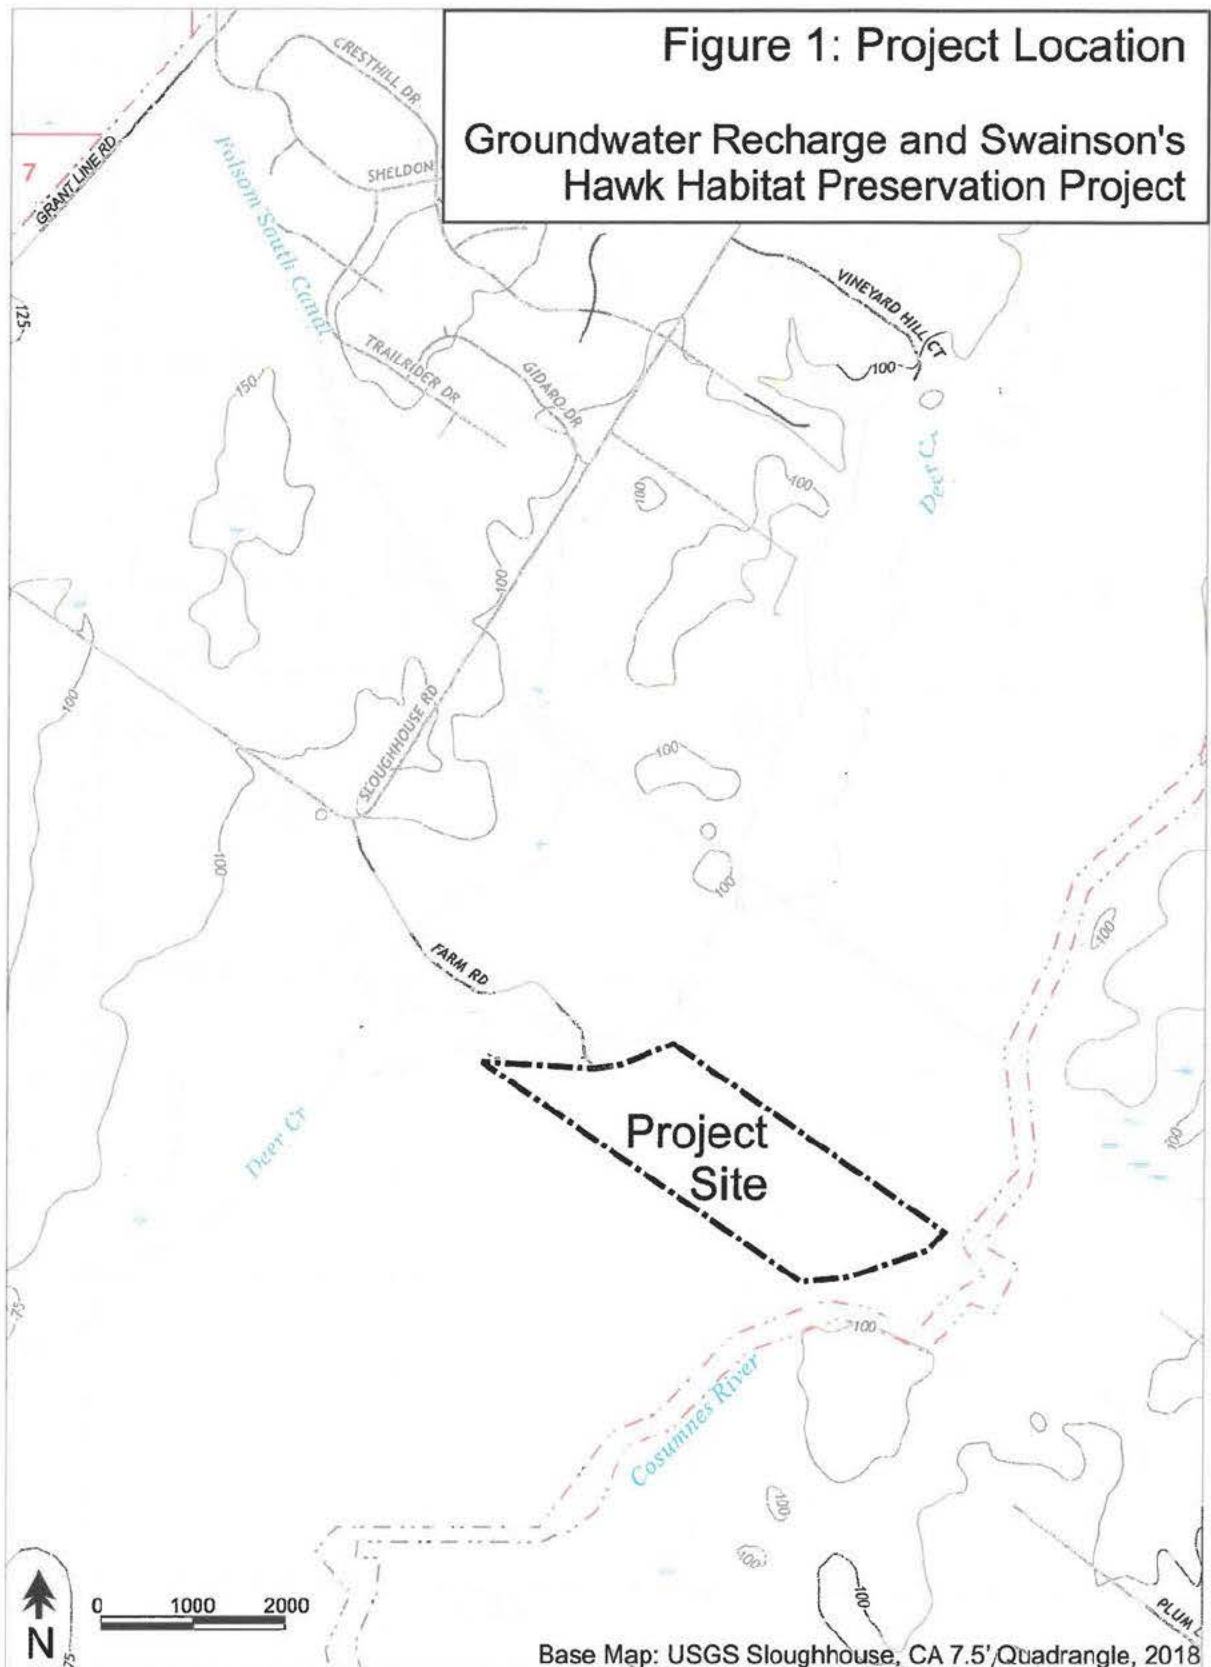 Figure 1: Project Location
Groundwater Recharge and Swainson's
Hawk Habitat Preservation Project
CRESTHILL DR
GRANT LINE RD
7
SHELDON
Folsom South Canal
125
VINEYARD HILL CT
100
TRAILRIDER DR
GIDARO DR
150
Deer Cr
100
100
100
100
SLOUGHHOUSE RD
100
100
100
FARM RD
100
Project
Site
Deer Cr
100
75
100
Cosumnes River
100
100
0 1000 2000
N
75
100
PLUM L
Base Map: USGS Sloughhouse, CA 7.5' Quadrangle, 2018